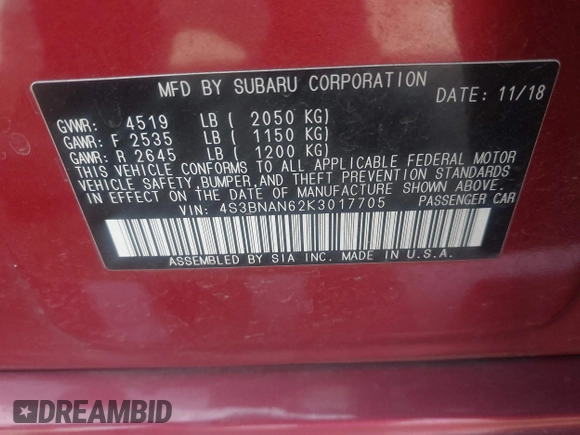 MFD BY SUBARU CORPORATION
DATE: 11/18
GVWR: 4519 LB ( 2050 KG)
GAWR: F 2535 LB ( 1150 KG)
GAWR: R 2645 LB ( 1200 KG)
THIS VEHICLE CONFORMS TO ALL APPLICABLE FEDERAL MOTOR
VEHICLE SAFETY,BUMPER,AND THEFT PREVENTION STANDARDS
IN EFFECT ON THE DATE OF MANUFACTURE SHOWN ABOVE.
VIN: 4S3BNAN62K3017705 PASSENGER CAR
ASSEMBLED BY SIA INC. MADE IN U.S.A.
DREAMBID